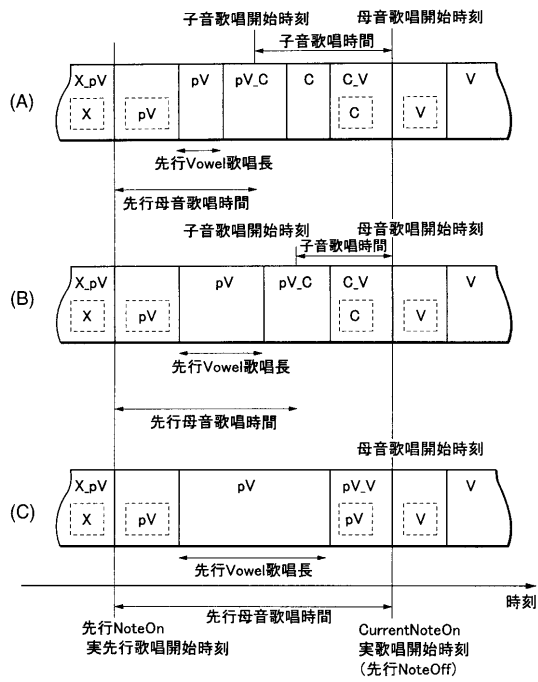 子音歌唱開始時刻 母音歌唱開始時刻
子音歌唱時間
(A)
X_pV pV pV_C C C_V V
X pV C V
先行Vowel歌唱長
先行母音歌唱時間
子音歌唱開始時刻 母音歌唱開始時刻
子音歌唱時間
(B)
X_pV pV pV_C C_V V
X pV C V
先行Vowel歌唱長
先行母音歌唱時間
母音歌唱開始時刻
(C)
X_pV pV pV_V V
X pV pV V
先行Vowel歌唱長
時刻
先行母音歌唱時間
先行NoteOn
実先行歌唱開始時刻
CurrentNoteOn
実歌唱開始時刻
(先行NoteOff)